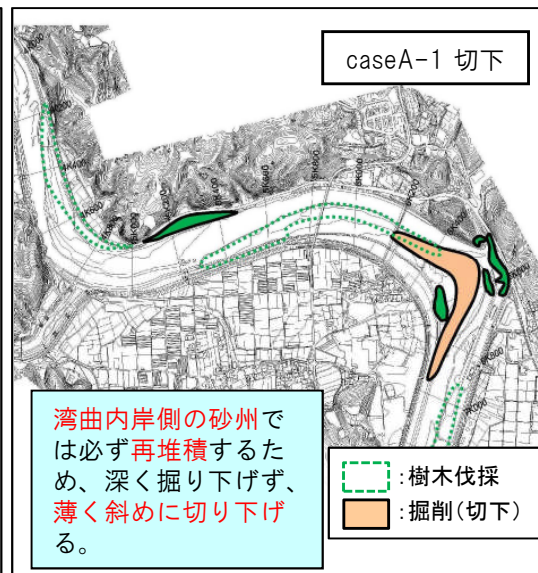 caseA-1 切下
湾曲内岸側の砂州で
は必ず再堆積するた
め、深く掘り下げず、
薄く斜めに切り下げ
る。
:樹木伐採
:掘削(切下)